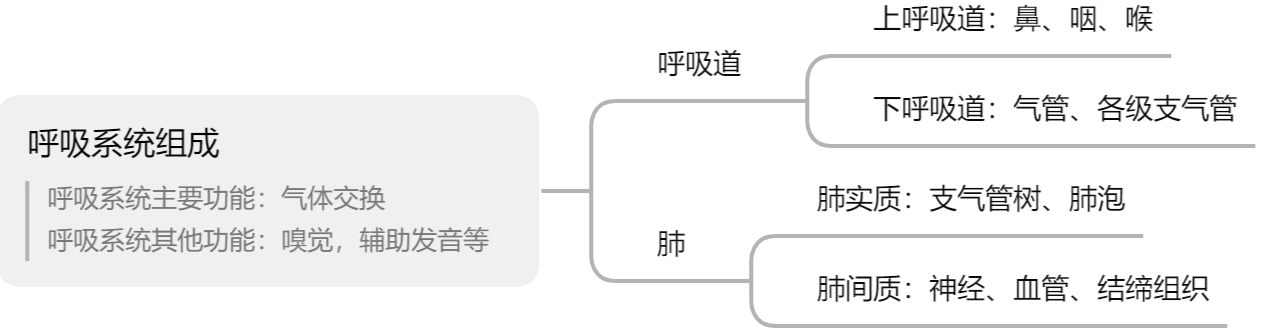 呼吸系统组成
呼吸系统主要功能：气体交换
呼吸系统其他功能：嗅觉，辅助发音等
呼吸道
上呼吸道：鼻、咽、喉
下呼吸道：气管、各级支气管
肺
肺实质：支气管树、肺泡
肺间质：神经、血管、结缔组织